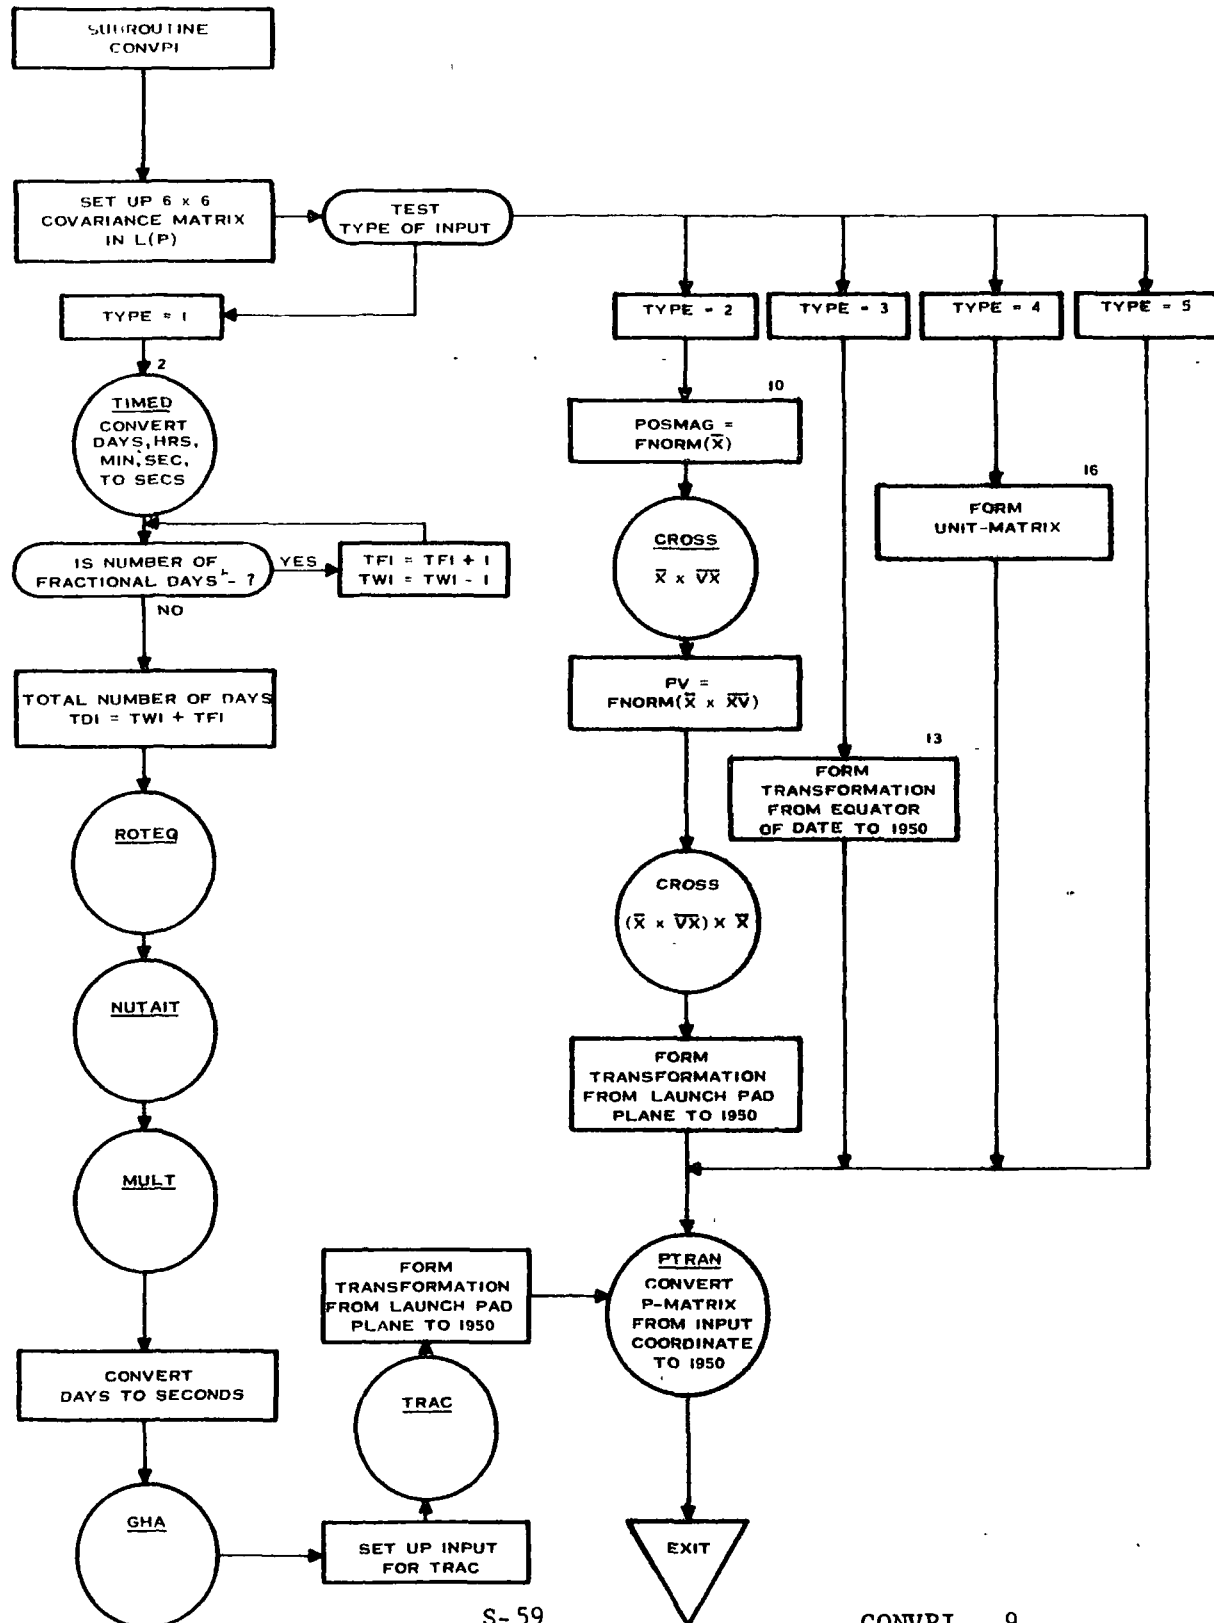 SUBROUTINE
CONVPI
SET UP 6 x 6
COVARIANCE MATRIX
IN L(P)
TEST
TYPE OF INPUT
TYPE = 1
TYPE = 2
TYPE = 3
TYPE = 4
TYPE = 5
2
TIMED
CONVERT
DAYS, HRS,
MIN, SEC,
TO SECS
IS NUMBER OF
FRACTIONAL DAYS - ?
YES
TFI = TFI + 1
TWI = TWI - 1
NO
TOTAL NUMBER OF DAYS
TDI = TWI + TFI
ROTEQ
NUTAIT
MULT
CONVERT
DAYS TO SECONDS
GHA
SET UP INPUT
FOR TRAC
TRAC
FORM
TRANSFORMATION
FROM LAUNCH PAD
PLANE TO 1950
10
POSMAG =
FNORM(X̅)
CROSS
X̅ x V̅X̅
PV =
FNORM(X̅ x X̅V̅)
CROSS
(X̅ x V̅X̅) x X̅
FORM
TRANSFORMATION
FROM LAUNCH PAD
PLANE TO 1950
13
FORM
TRANSFORMATION
FROM EQUATOR
OF DATE TO 1950
16
FORM
UNIT-MATRIX
PTRAN
CONVERT
P-MATRIX
FROM INPUT
COORDINATE
TO 1950
EXIT
S-59
CONVPI 9